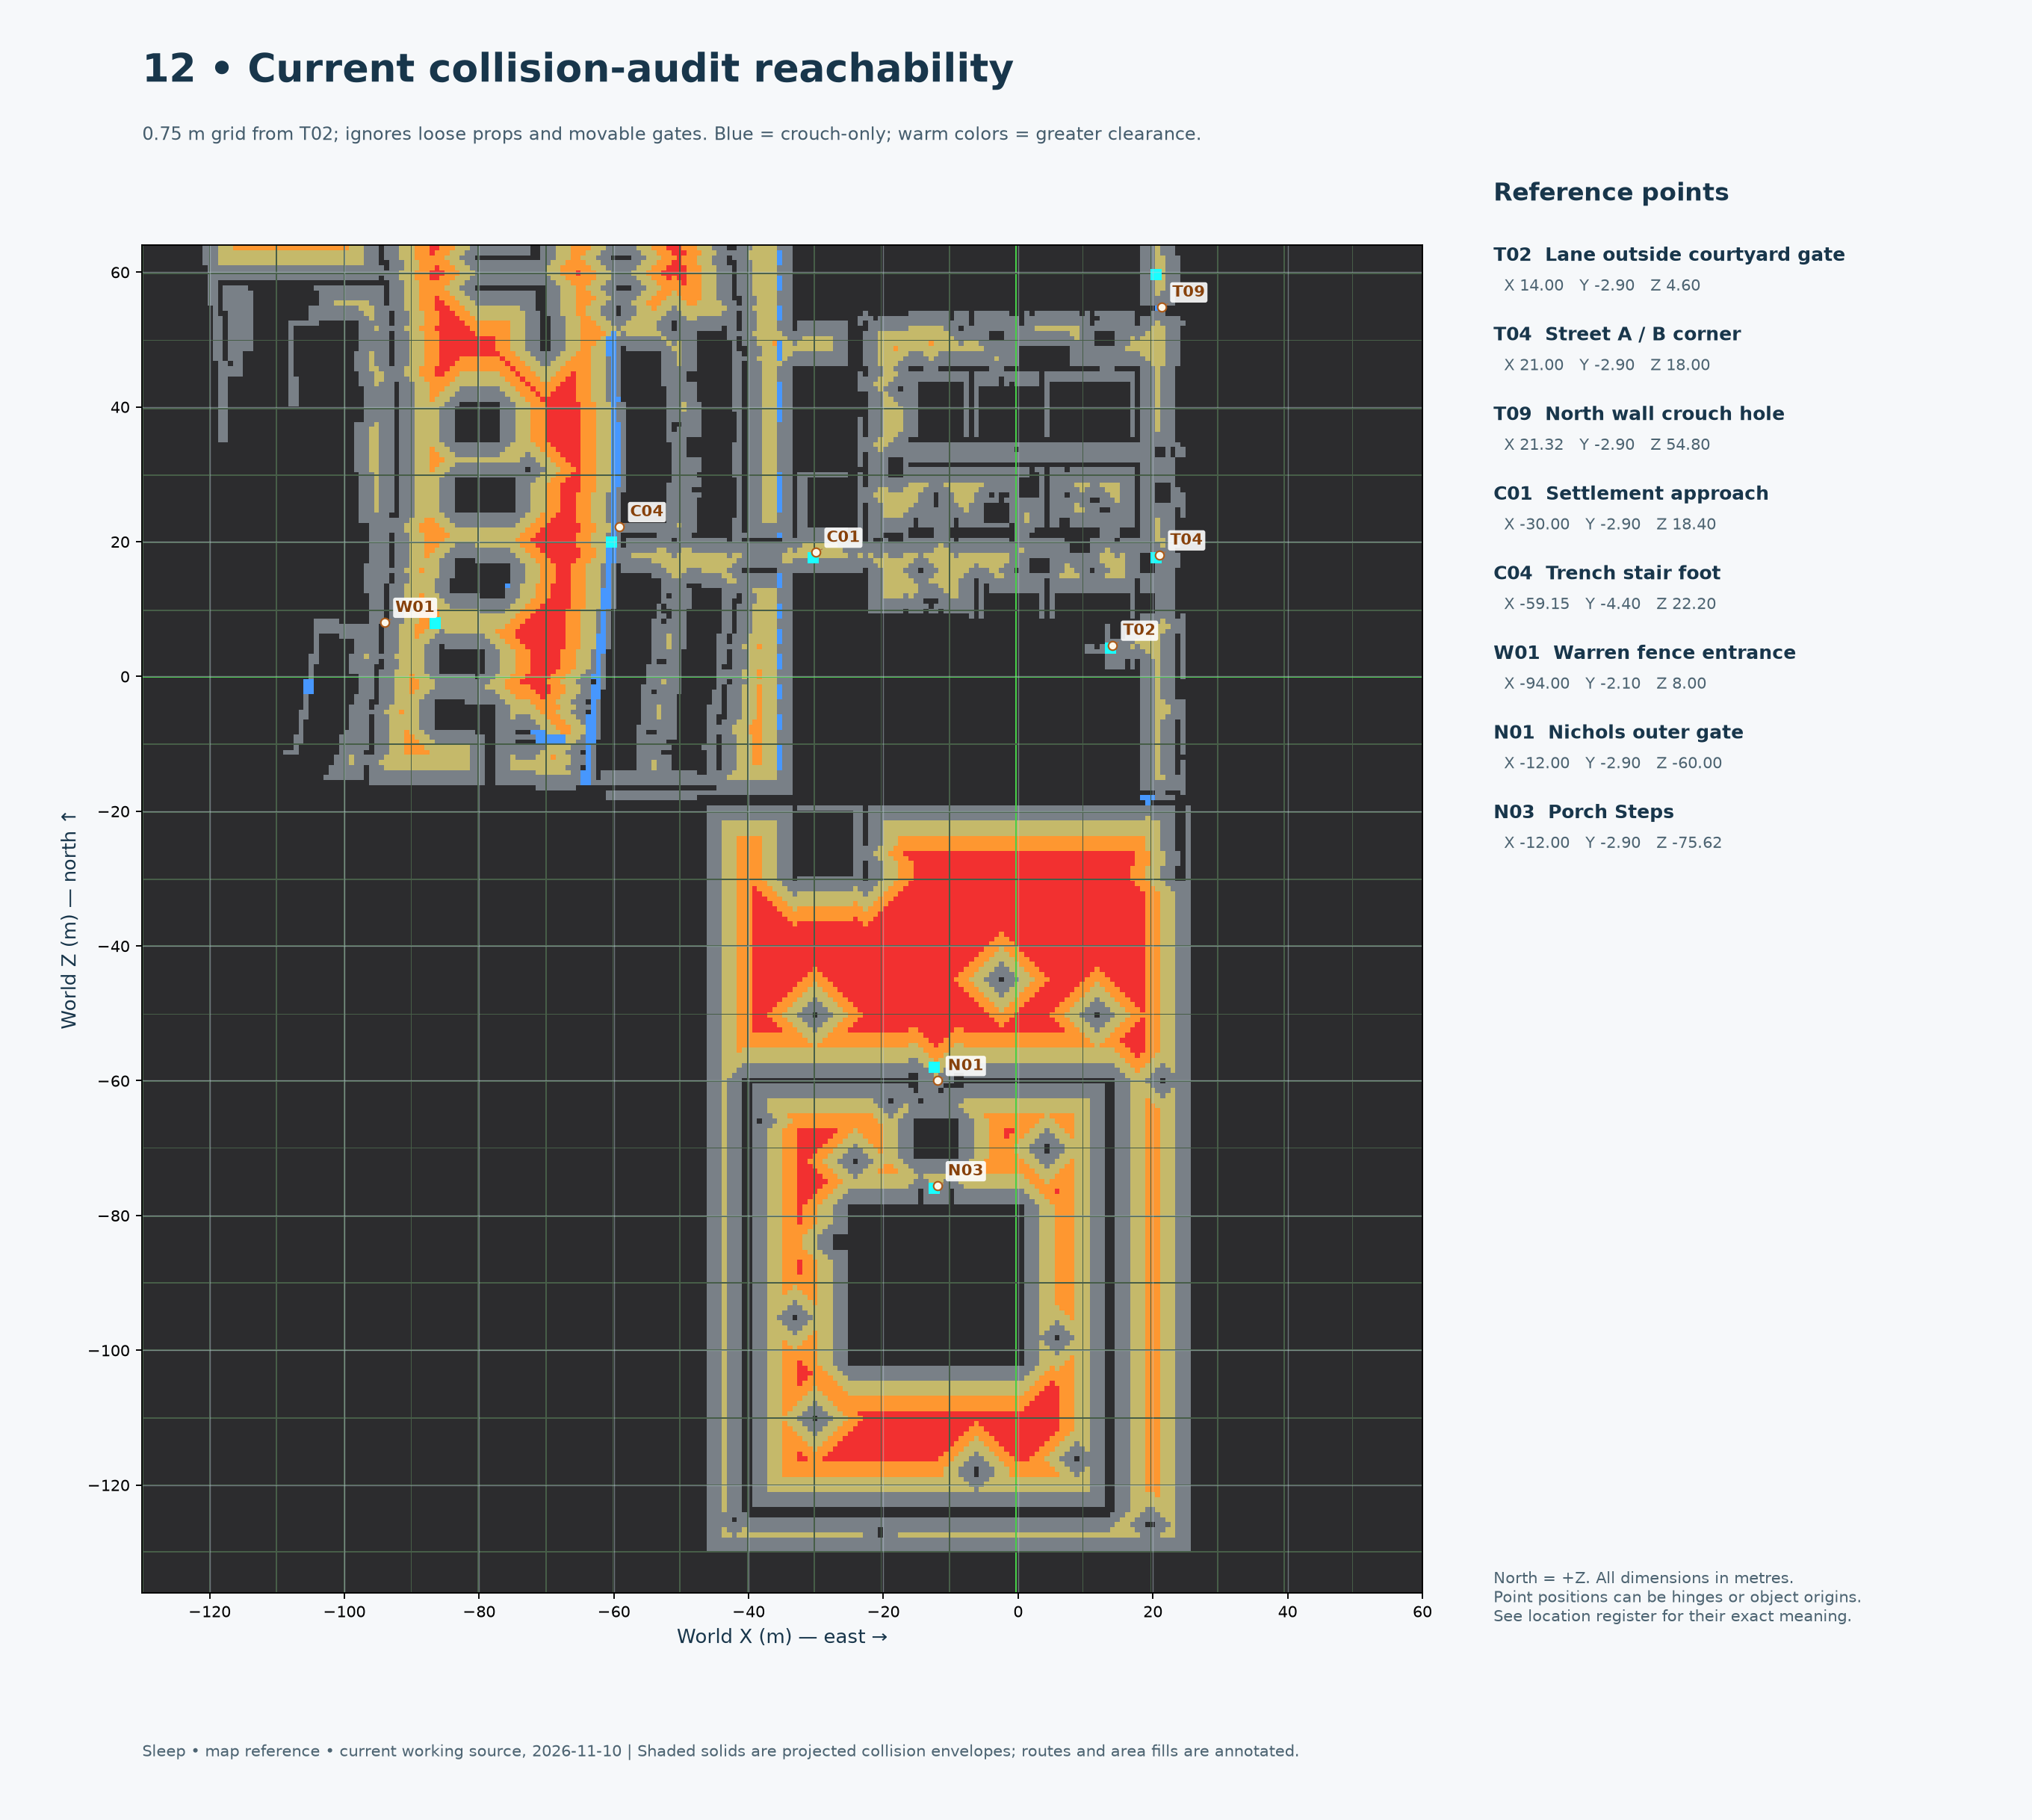 12 • Current collision-audit reachability
0.75 m grid from T02; ignores loose props and movable gates. Blue = crouch-only; warm colors = greater clearance.
Reference points
T02 Lane outside courtyard gate
X 14.00 Y -2.90 Z 4.60
T04 Street A / B corner
X 21.00 Y -2.90 Z 18.00
T09 North wall crouch hole
X 21.32 Y -2.90 Z 54.80
C01 Settlement approach
X -30.00 Y -2.90 Z 18.40
C04 Trench stair foot
X -59.15 Y -4.40 Z 22.20
W01 Warren fence entrance
X -94.00 Y -2.10 Z 8.00
N01 Nichols outer gate
X -12.00 Y -2.90 Z -60.00
N03 Porch Steps
X -12.00 Y -2.90 Z -75.62
T09
C04
C01
T04
W01
T02
N01
N03
60
40
20
0
−20
−40
−60
−80
−100
−120
World Z (m) — north ↑
−120 −100 −80 −60 −40 −20 0 20 40 60
World X (m) — east →
North = +Z. All dimensions in metres.
Point positions can be hinges or object origins.
See location register for their exact meaning.
Sleep • map reference • current working source, 2026-11-10 | Shaded solids are projected collision envelopes; routes and area fills are annotated.